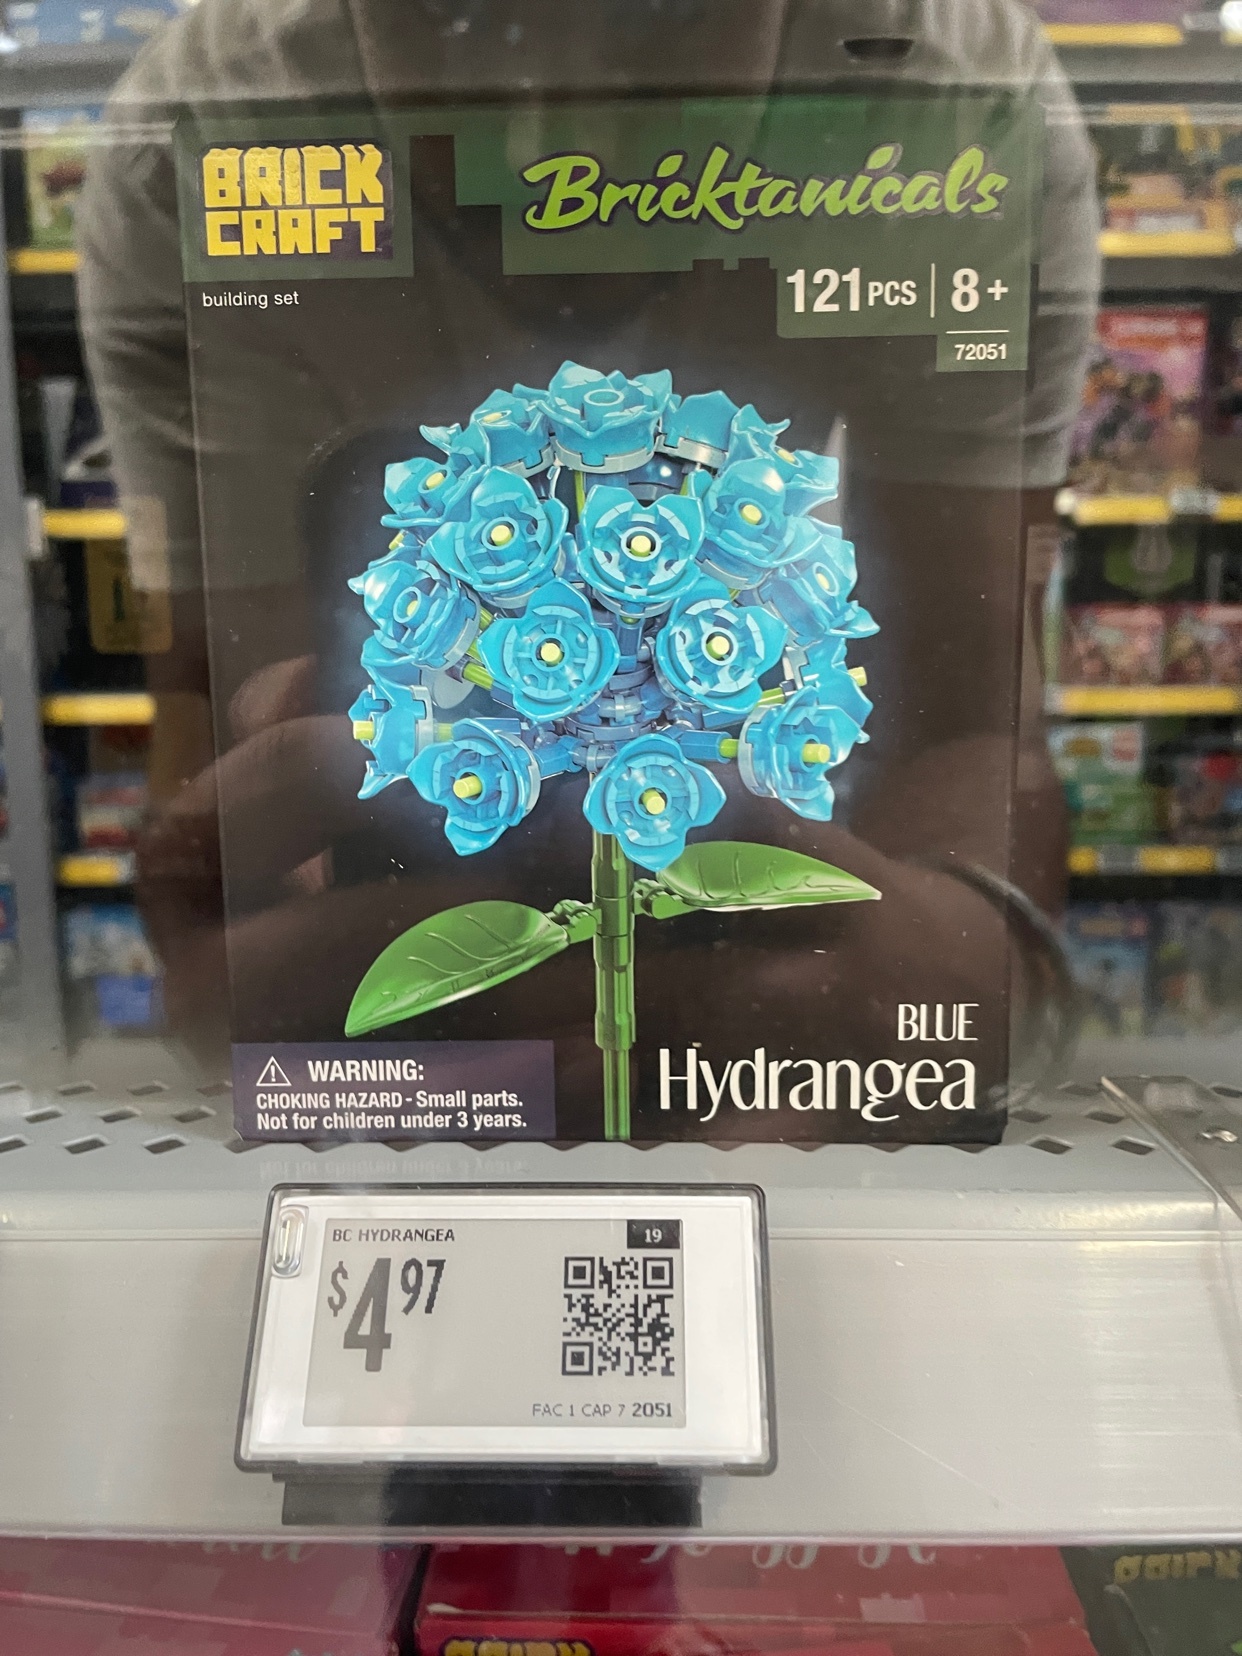 BRICK
CRAFT
Bricktanicals
building set
121 PCS 8+
72051
BLUE
Hydrangea
WARNING:
CHOKING HAZARD - Small parts.
Not for children under 3 years.
BC HYDRANGEA
19
$4 97
FAC 1 CAP 7 2051